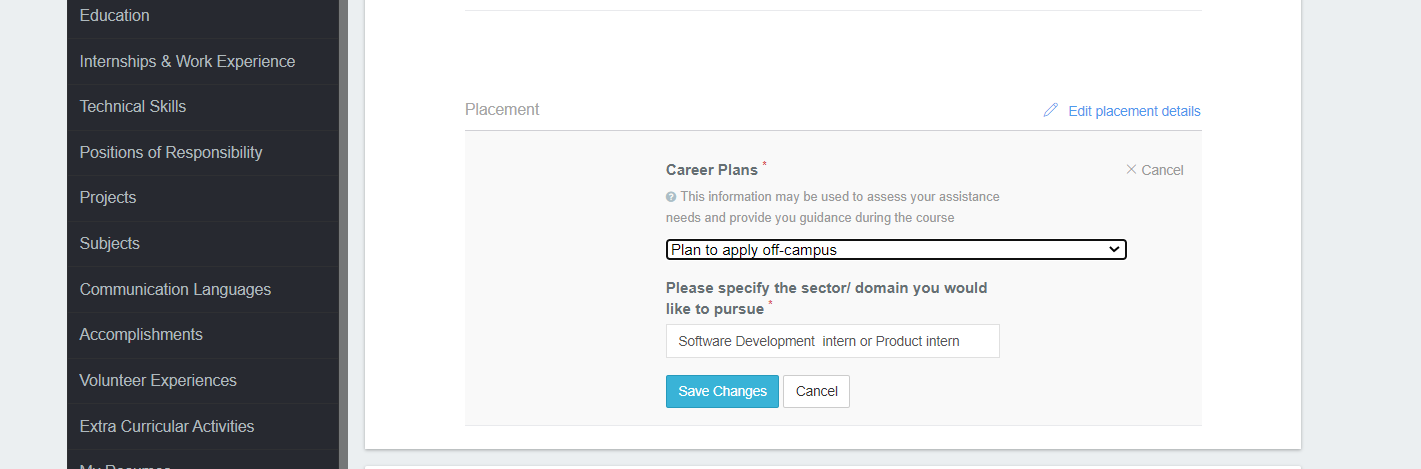 Education
Internships & Work Experience
Technical Skills
Positions of Responsibility
Projects
Subjects
Communication Languages
Accomplishments
Volunteer Experiences
Extra Curricular Activities
My Resumes
Placement
Edit placement details
Career Plans *
Cancel
This information may be used to assess your assistance
needs and provide you guidance during the course
Plan to apply off-campus
Please specify the sector/ domain you would
like to pursue *
Software Development  intern or Product intern
Save Changes
Cancel